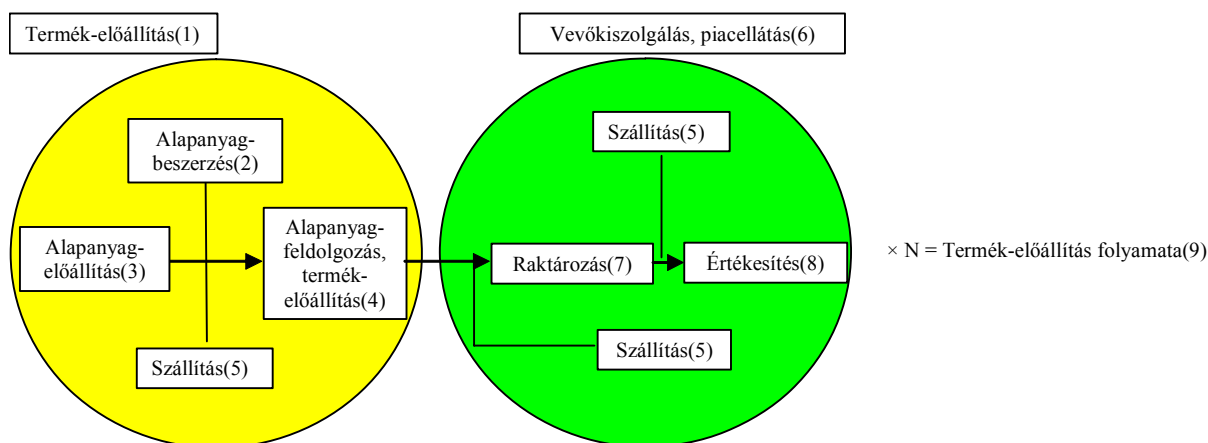 Termék-előállítás(1)
Vevőkiszolgálás, piacellátás(6)
Alapanyag-
beszerzés(2)
Alapanyag-
előállítás(3)
Alapanyag-
feldolgozás,
termék-
előállítás(4)
Szállítás(5)
Szállítás(5)
Raktározás(7)
Értékesítés(8)
Szállítás(5)
× N = Termék-előállítás folyamata(9)